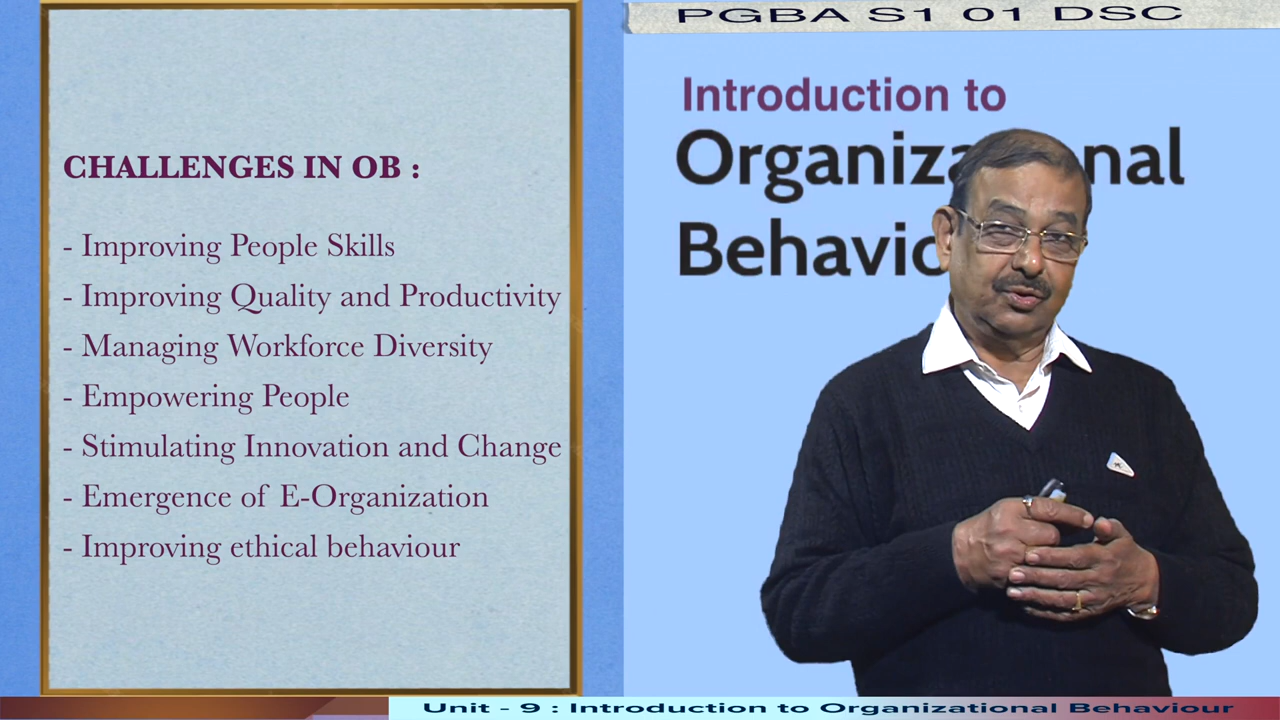 CHALLENGES IN OB :
- Improving People Skills
- Improving Quality and Productivity
- Managing Workforce Diversity
- Empowering People
- Stimulating Innovation and Change
- Emergence of E-Organization
- Improving ethical behaviour
PGBA S1 01 DSC
Introduction to
Unit - 9 : Introduction to Organizational Behaviour